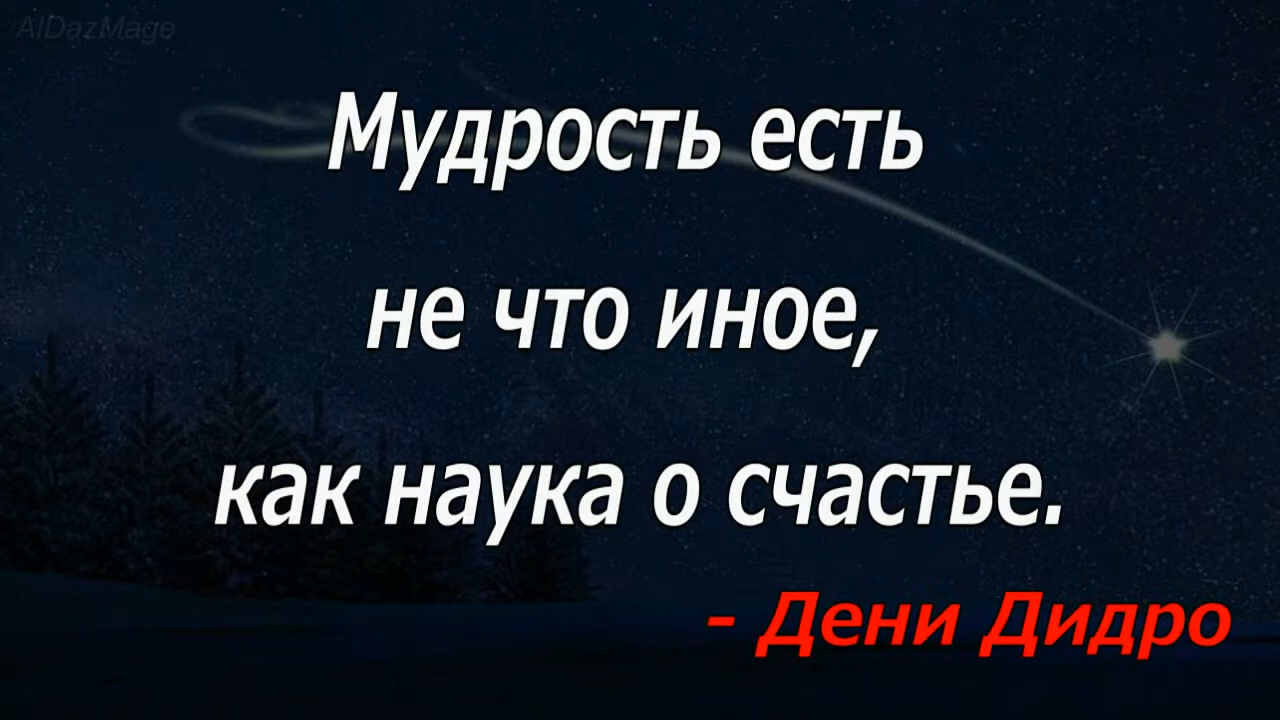 AlDazMage
Мудрость есть
не что иное,
как наука о счастье.
- Дени Дидро